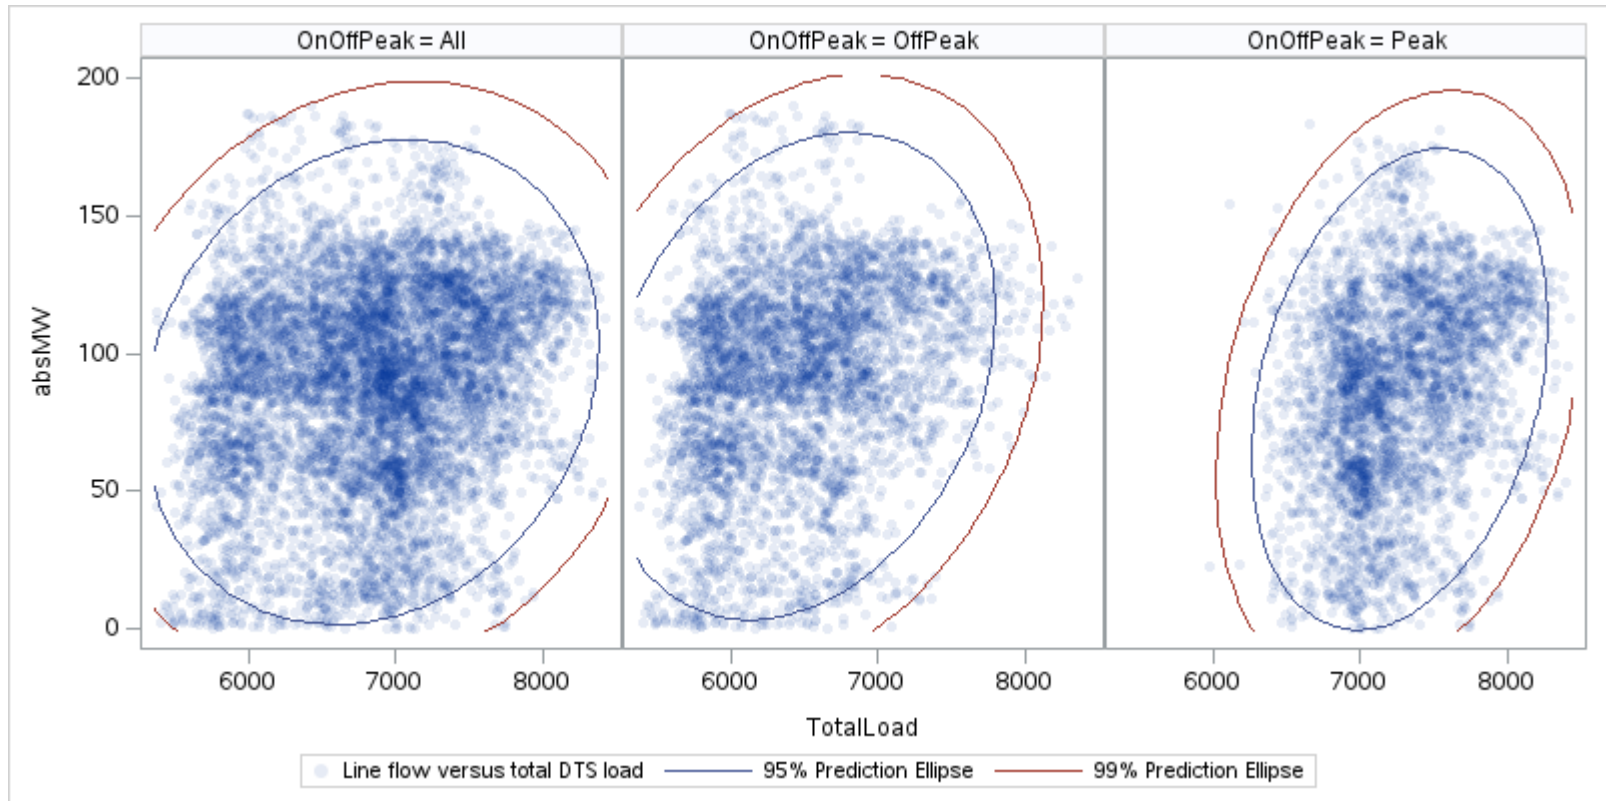 OnOffPeak = All
OnOffPeak = OffPeak
OnOffPeak = Peak
absMW
200
150
100
50
0
6000 7000 8000
6000 7000 8000
6000 7000 8000
TotalLoad
Line flow versus total DTS load
95% Prediction Ellipse
99% Prediction Ellipse